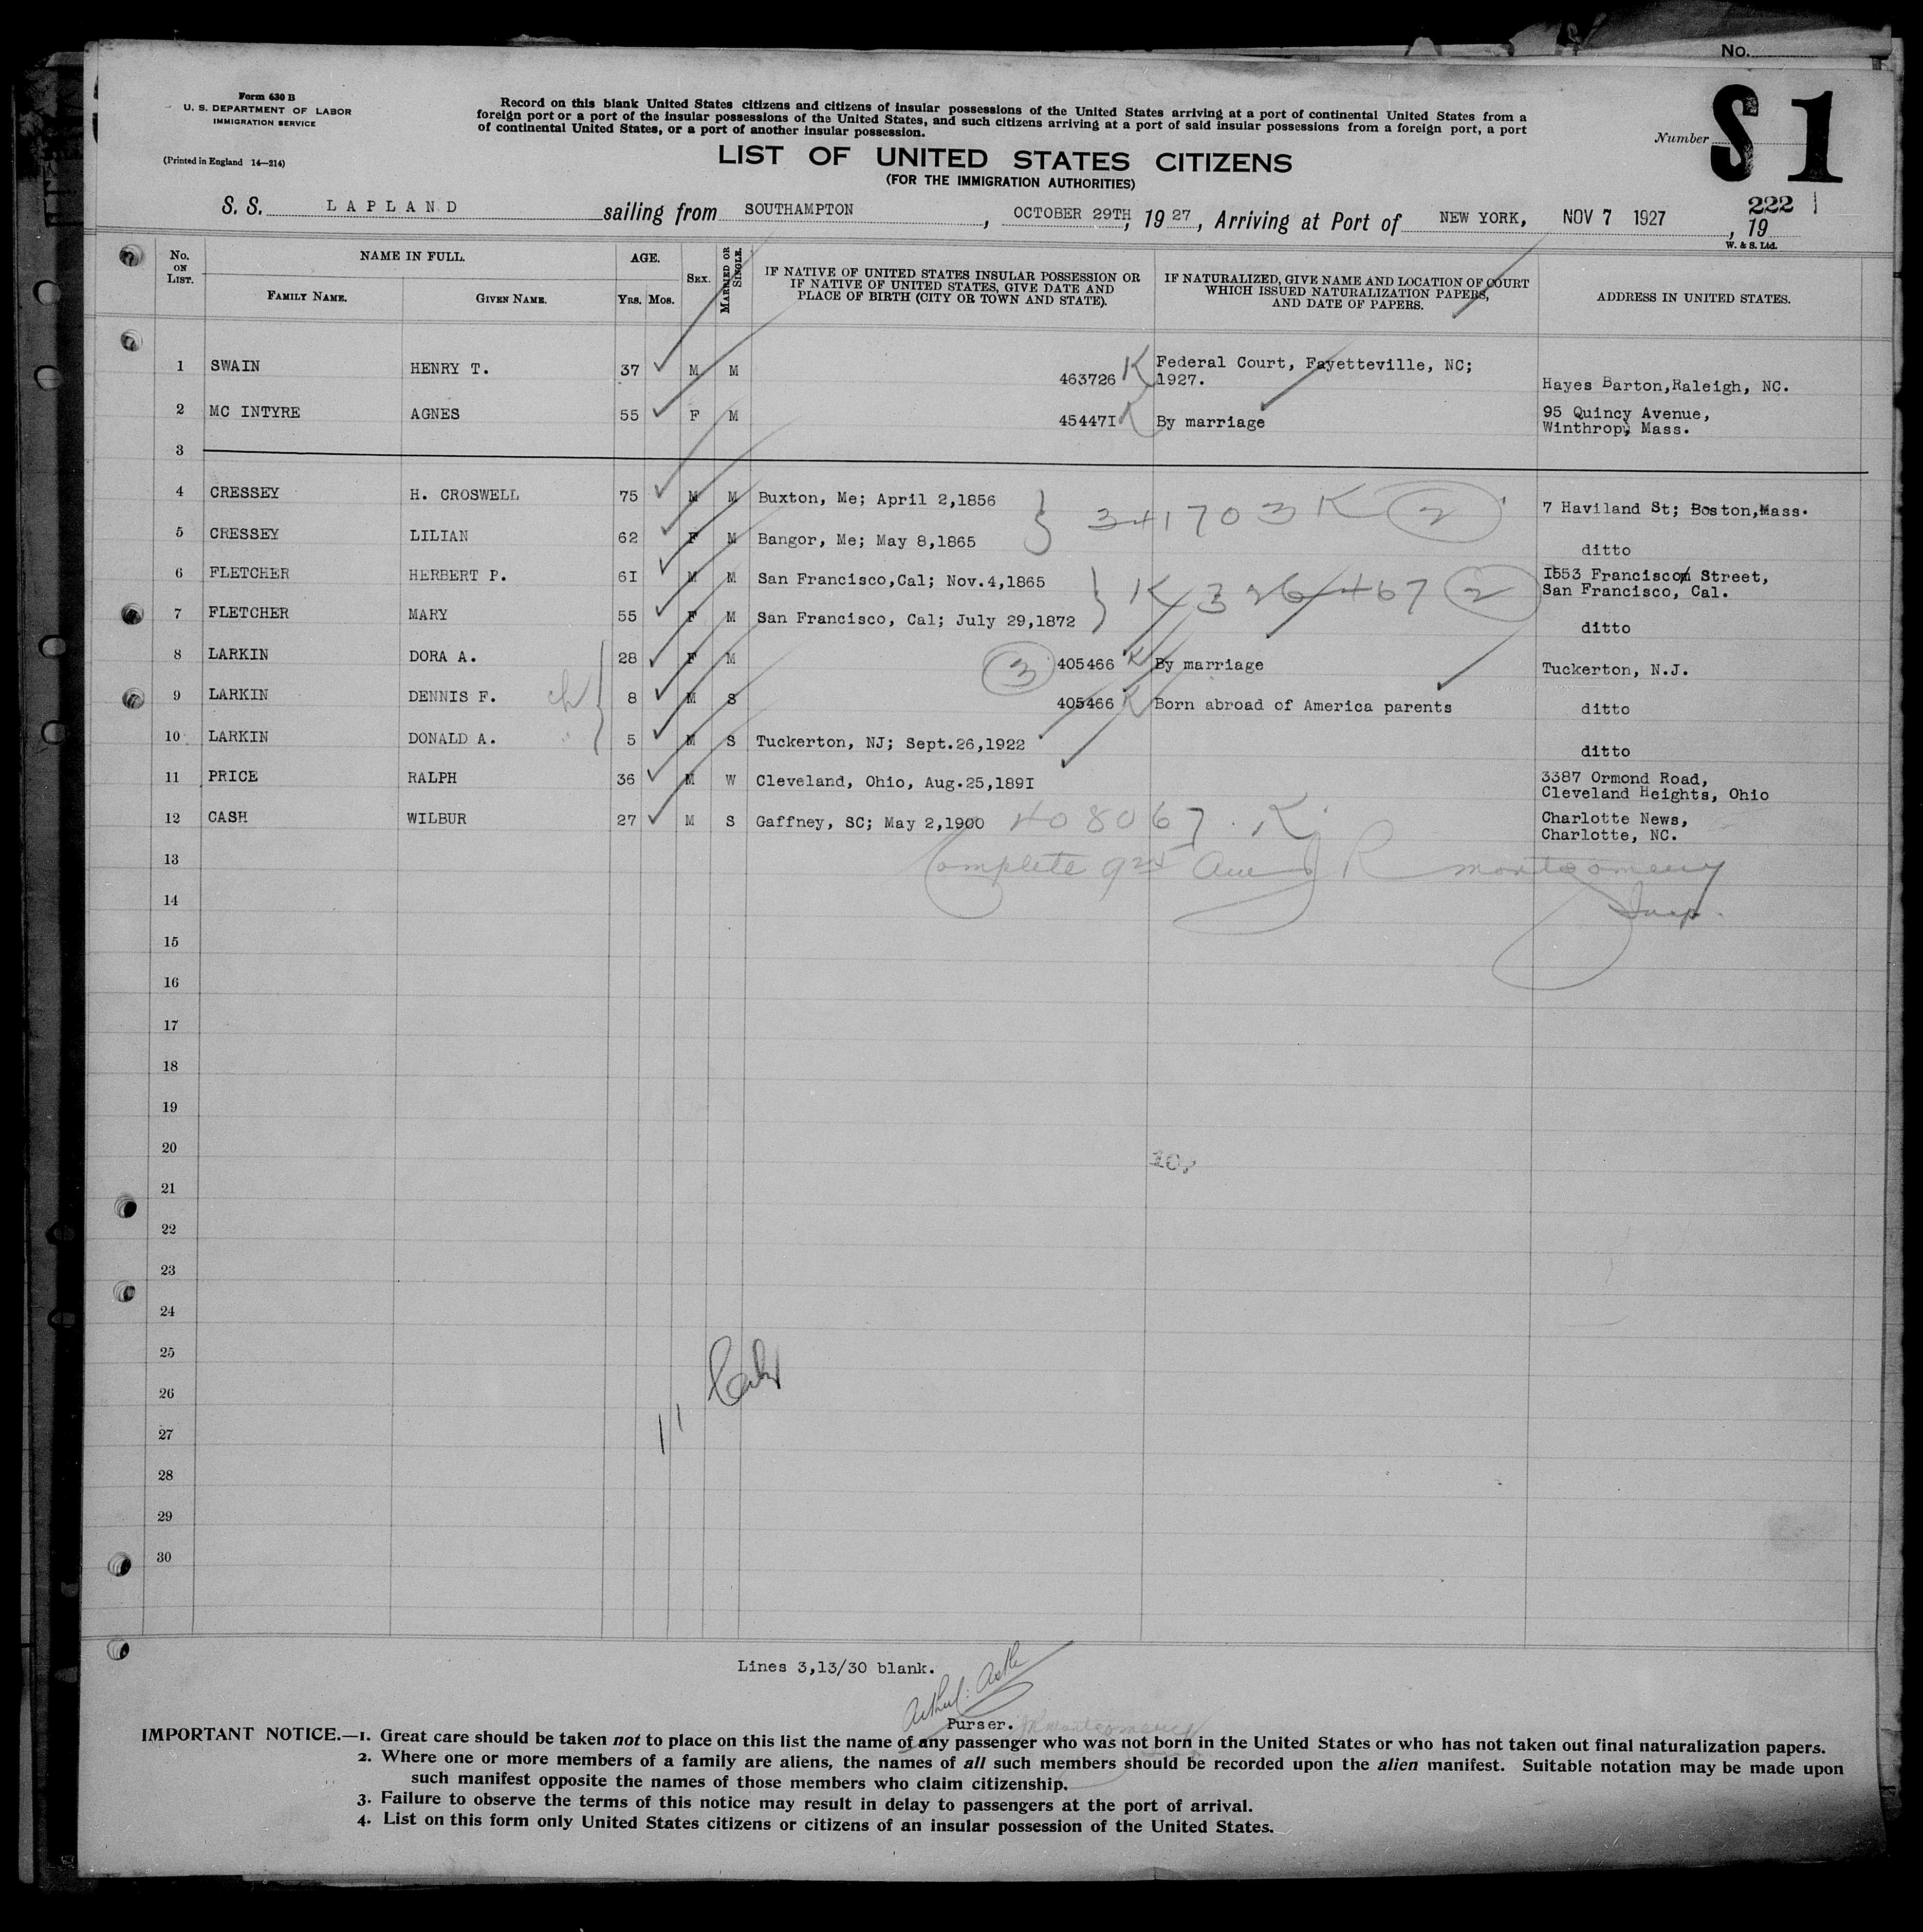 No.
Form 630 B
U. S. DEPARTMENT OF LABOR
IMMIGRATION SERVICE
(Printed in England 14—214)
Record on this blank United States citizens and citizens of insular possessions of the United States arriving at a port of continental United States from a
foreign port or a port of the insular possessions of the United States, and such citizens arriving at a port of said insular possessions from a foreign port, a port
of continental United States, or a port of another insular possession.
LIST OF UNITED STATES CITIZENS
(FOR THE IMMIGRATION AUTHORITIES)
Number S 1
222
S. S. LAPLAND sailing from SOUTHAMPTON, OCTOBER 29TH, 19 27, Arriving at Port of NEW YORK, NOV 7 1927, 19
W. & S. Ltd.
No. ON LIST. NAME IN FULL. FAMILY NAME. GIVEN NAME. AGE. YRS. MOS. SEX. MARRIED OR SINGLE. IF NATIVE OF UNITED STATES INSULAR POSSESSION OR IF NATIVE OF UNITED STATES, GIVE DATE AND PLACE OF BIRTH (CITY OR TOWN AND STATE). IF NATURALIZED, GIVE NAME AND LOCATION OF COURT WHICH ISSUED NATURALIZATION PAPERS, AND DATE OF PAPERS. ADDRESS IN UNITED STATES.
1 SWAIN HENRY T. 37 M M 463726 K Federal Court, Fayetteville, NC; 1927. Hayes Barton,Raleigh, NC.
2 MC INTYRE AGNES 55 F M 45447I K By marriage 95 Quincy Avenue, Winthrop, Mass.
3
4 CRESSEY H. CROSWELL 75 M M Buxton, Me; April 2,1856 341703 K 2 7 Haviland St; Boston,Mass.
5 CRESSEY LILIAN 62 F M Bangor, Me; May 8,1865 ditto
6 FLETCHER HERBERT P. 6I M M San Francisco,Cal; Nov.4,1865 K 326467 2 I553 Francisco Street, San Francisco, Cal.
7 FLETCHER MARY 55 F M San Francisco, Cal; July 29,1872 ditto
8 LARKIN DORA A. 28 F M 3 405466 K By marriage Tuckerton, N.J.
9 LARKIN DENNIS F. ch 8 M S 405466 K Born abroad of America parents ditto
10 LARKIN DONALD A. 5 M S Tuckerton, NJ; Sept.26,1922 ditto
11 PRICE RALPH 36 M W Cleveland, Ohio, Aug.25,189I 3387 Ormond Road, Cleveland Heights, Ohio
12 CASH WILBUR 27 M S Gaffney, SC; May 2,1900 408067. K Charlotte News, Charlotte, NC.
13 Complete R Montgomery
14 Insp.
15
16
17
18
19
20
21
22
23
24
25
26
27 11
28
29
30
Lines 3,13/30 blank.
Purser.
IMPORTANT NOTICE.—1. Great care should be taken not to place on this list the name of any passenger who was not born in the United States or who has not taken out final naturalization papers.
2. Where one or more members of a family are aliens, the names of all such members should be recorded upon the alien manifest. Suitable notation may be made upon
such manifest opposite the names of those members who claim citizenship.
3. Failure to observe the terms of this notice may result in delay to passengers at the port of arrival.
4. List on this form only United States citizens or citizens of an insular possession of the United States.